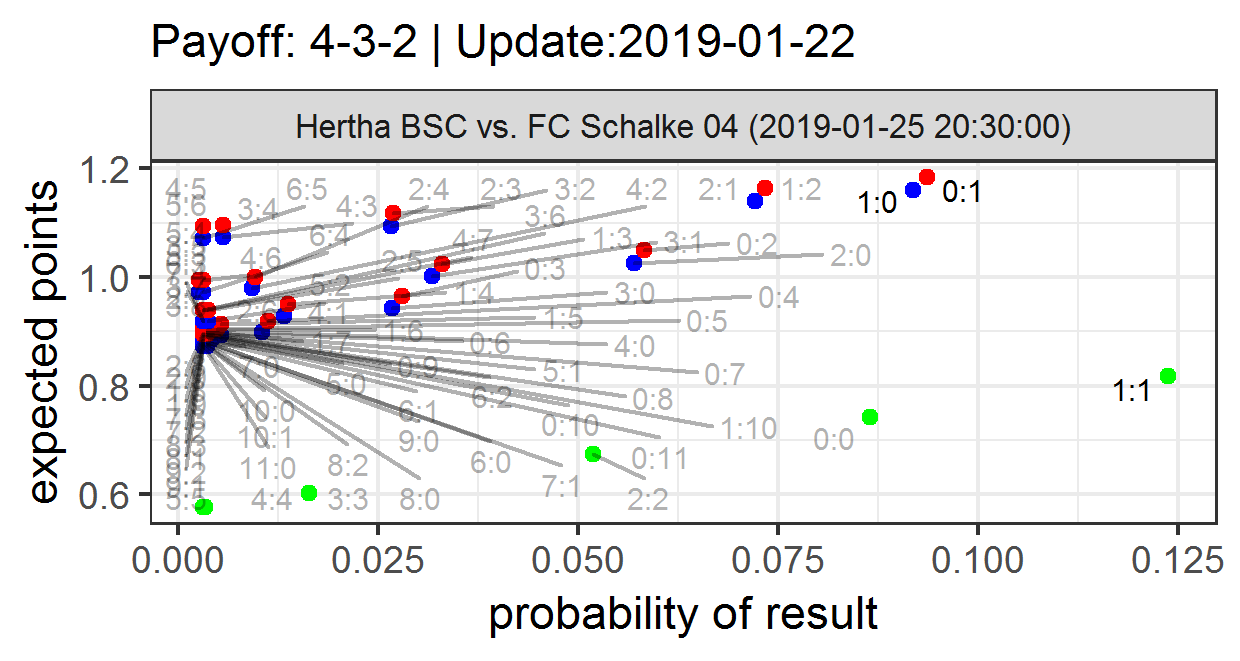 Payoff: 4-3-2 | Update:2019-01-22
Hertha BSC vs. FC Schalke 04 (2019-01-25 20:30:00)
expected points
1.2
1.0
0.8
0.6
4:5 6:5 2:4 2:3 3:2 4:2 2:1 1:2 1:0 0:1
5:6 3:4 4:3 3:6
6:4 4:7 1:3 3:1 0:2 2:0
4:6 2:5 0:3
5:2 1:4 3:0 0:4
2:6 4:1 1:5 0:5
1:7 1:6 0:6 4:0
7:0 0:9 5:1 0:7
5:0 6:2 0:8 1:1
10:0 6:1 0:10 1:10 0:0
10:1 9:0
11:0 8:2 6:0 0:11
7:1
5:5 4:4 3:3 8:0 2:2
0.000 0.025 0.050 0.075 0.100 0.125
probability of result